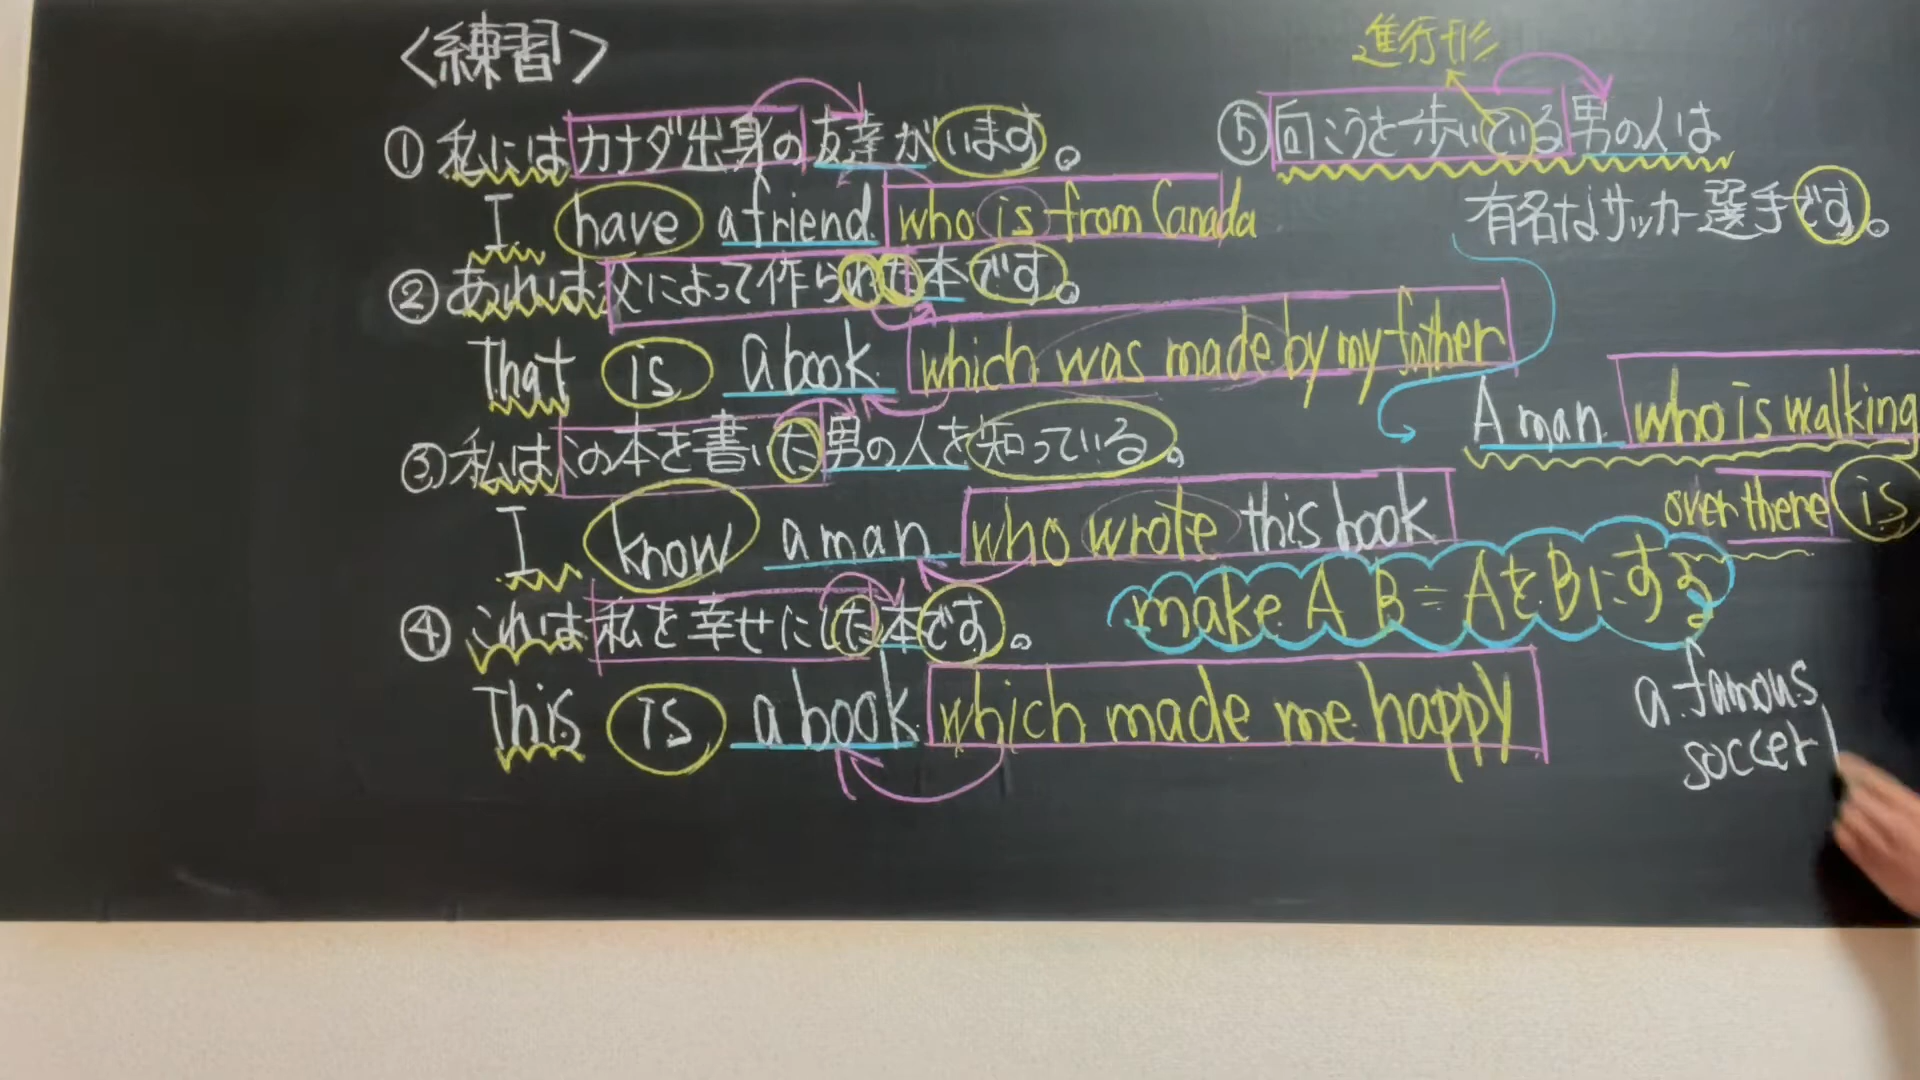 〈練習〉
① 私にはカナダ出身の友達がいます。
I have a friend who is from Canada
② あれは父によって作られた本です。
That is a book which was made by my father
③ 私はこの本を書いた男の人を知っている。
I know a man who wrote this book
④ これは私を幸せにした本です。
This is a book which made me happy
進行形
⑤ 向こうを歩いている男の人は
有名なサッカー選手です。
A man who is walking
over there is
make A B = AをBにする
a famous
soccer